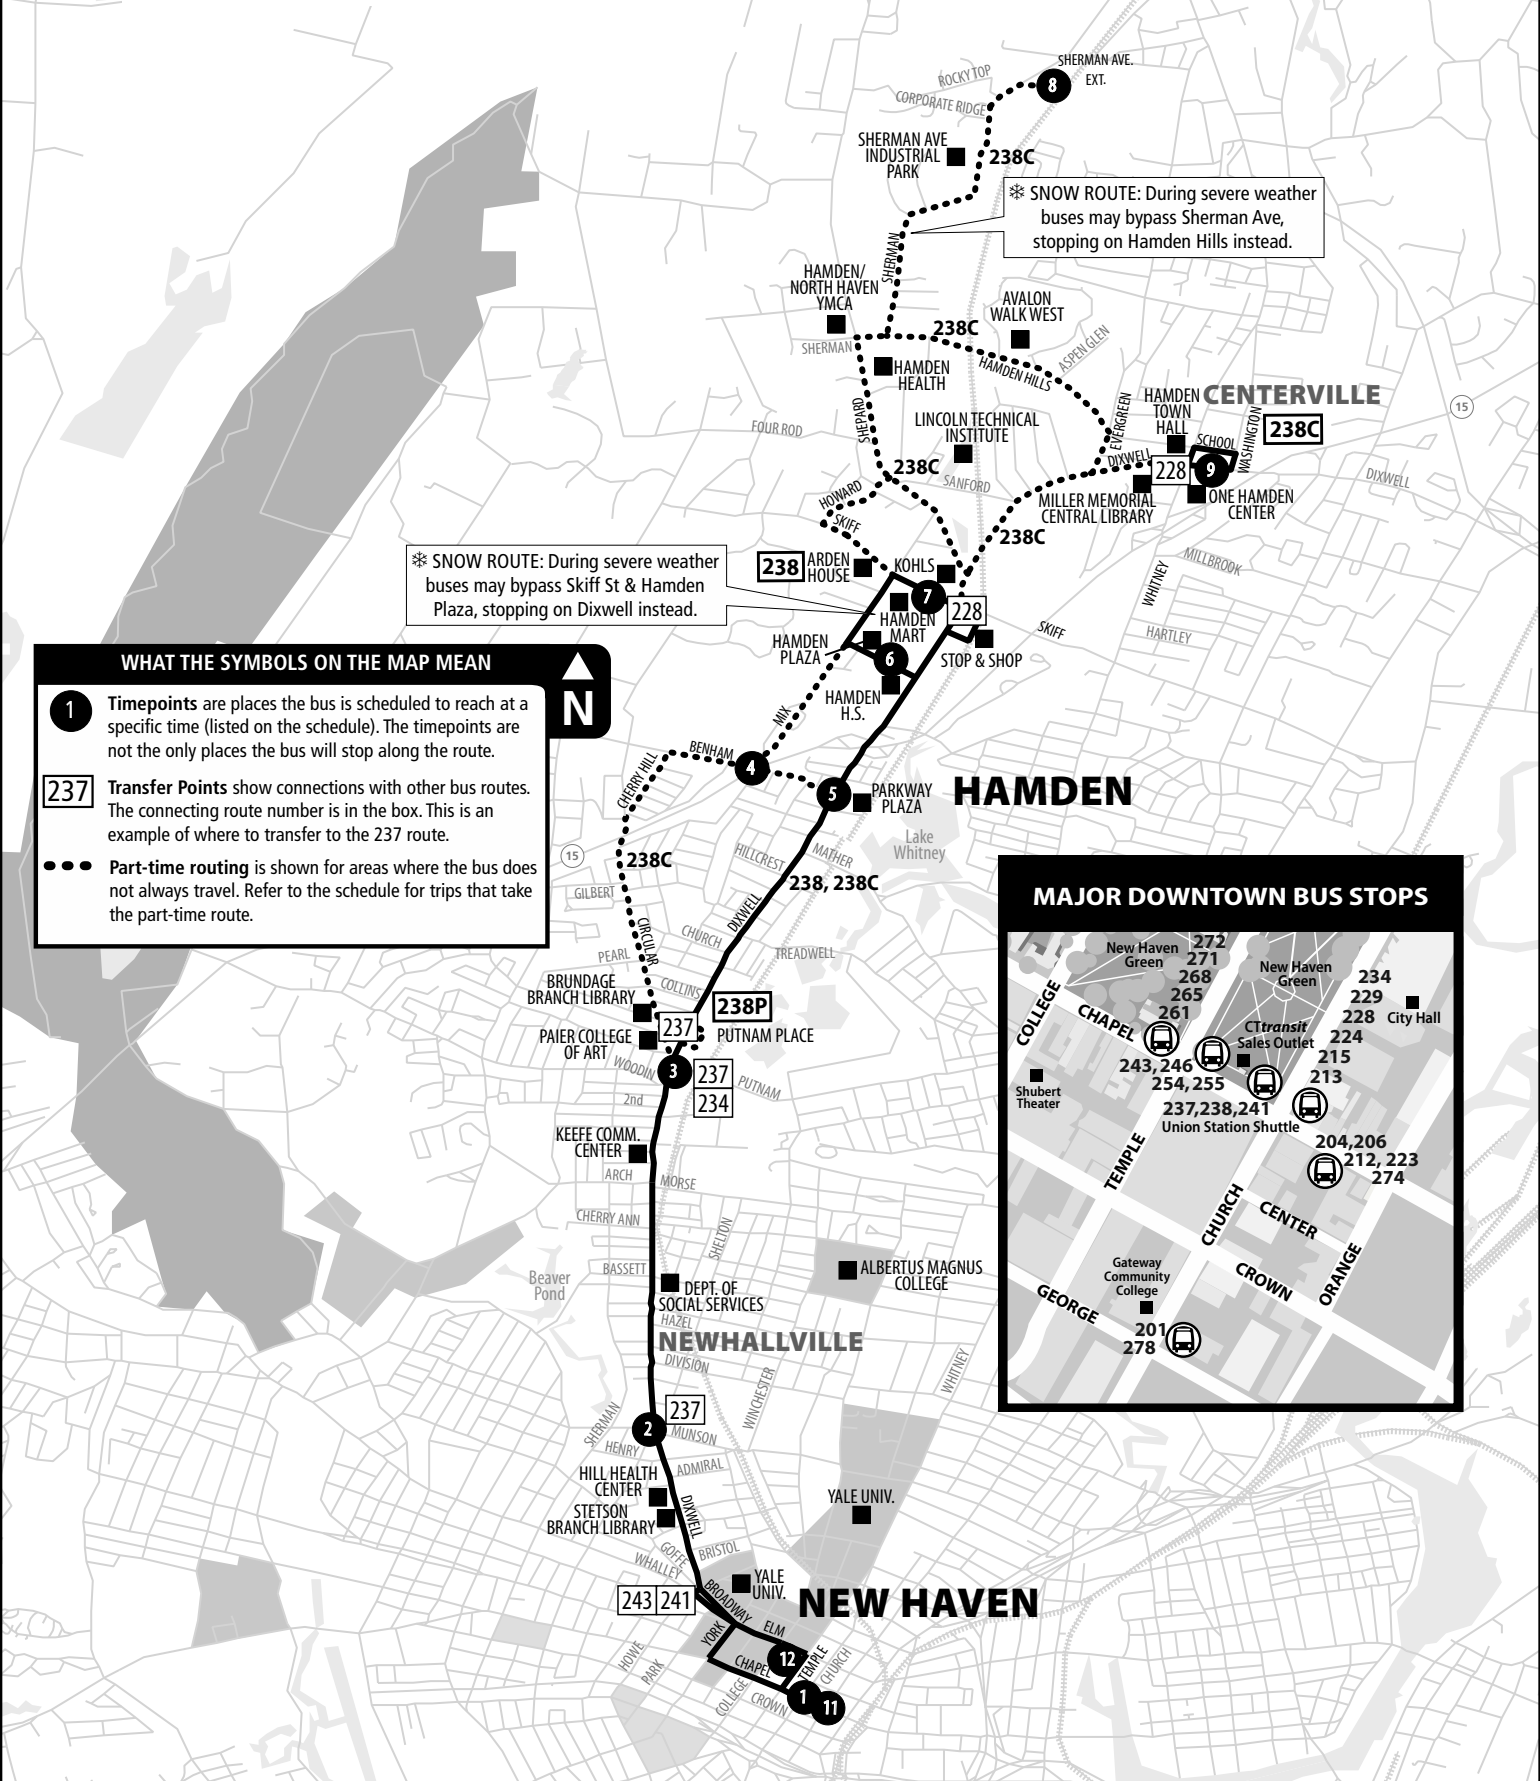 SHERMAN AVE.
EXT.
8
ROCKY TOP
CORPORATE RIDGE
SHERMAN AVE
INDUSTRIAL
PARK
238C
❄ SNOW ROUTE: During severe weather
buses may bypass Sherman Ave,
stopping on Hamden Hills instead.
SHERMAN
HAMDEN/
NORTH HAVEN
YMCA
AVALON
WALK WEST
238C
SHERMAN
ASPEN GLEN
HAMDEN
HEALTH
HAMDEN HILLS
CENTERVILLE
HAMDEN
TOWN
HALL
15
SHEPARD
EVERGREEN
WASHINGTON
238C
FOUR ROD
LINCOLN TECHNICAL
INSTITUTE
SCHOOL
DIXWELL
228
9
238C
SANFORD
DIXWELL
HOWARD
MILLER MEMORIAL
CENTRAL LIBRARY
ONE HAMDEN
CENTER
SKIFF
238C
❄ SNOW ROUTE: During severe weather
buses may bypass Skiff St & Hamden
Plaza, stopping on Dixwell instead.
238
ARDEN
HOUSE
KOHLS
MILLBROOK
WHITNEY
7
228
HAMDEN
MART
SKIFF
HARTLEY
HAMDEN
PLAZA
6
STOP & SHOP
HAMDEN
H.S.
MIX
WHAT THE SYMBOLS ON THE MAP MEAN
N
1
Timepoints are places the bus is scheduled to reach at a
specific time (listed on the schedule). The timepoints are
not the only places the bus will stop along the route.
237
Transfer Points show connections with other bus routes.
The connecting route number is in the box. This is an
example of where to transfer to the 237 route.
Part-time routing is shown for areas where the bus does
not always travel. Refer to the schedule for trips that take
the part-time route.
BENHAM
4
CHERRY HILL
5
PARKWAY
PLAZA
HAMDEN
Lake
Whitney
15
238C
HILLCREST
MATHER
238, 238C
GILBERT
DIXWELL
CIRCULAR
CHURCH
PEARL
TREADWELL
BRUNDAGE
BRANCH LIBRARY
COLLINS
238P
237
PUTNAM PLACE
PAIER COLLEGE
OF ART
WOODIN
3
237
234
PUTNAM
2nd
KEEFE COMM.
CENTER
ARCH
MORSE
CHERRY ANN
SHELTON
BASSETT
ALBERTUS MAGNUS
COLLEGE
Beaver
Pond
DEPT. OF
SOCIAL SERVICES
HAZEL
NEWHALLVILLE
DIVISION
WINCHESTER
WHITNEY
237
2
SHERMAN
MUNSON
HENRY
ADMIRAL
HILL HEALTH
CENTER
STETSON
BRANCH LIBRARY
DIXWELL
YALE UNIV.
GOFFE
BRISTOL
WHALLEY
YALE
UNIV.
243
241
BROADWAY
NEW HAVEN
YORK
ELM
HOWE
PARK
CHAPEL
12
TEMPLE
CHURCH
COLLEGE
CROWN
1
11
MAJOR DOWNTOWN BUS STOPS
New Haven
Green
272
271
268
265
261
New Haven
Green
234
229
228
224
215
213
City Hall
COLLEGE
CHAPEL
CTtransit
Sales Outlet
243, 246
254, 255
Shubert
Theater
237,238,241
Union Station Shuttle
204,206
212, 223
274
TEMPLE
CHURCH
CENTER
Gateway
Community
College
CROWN
ORANGE
GEORGE
201
278